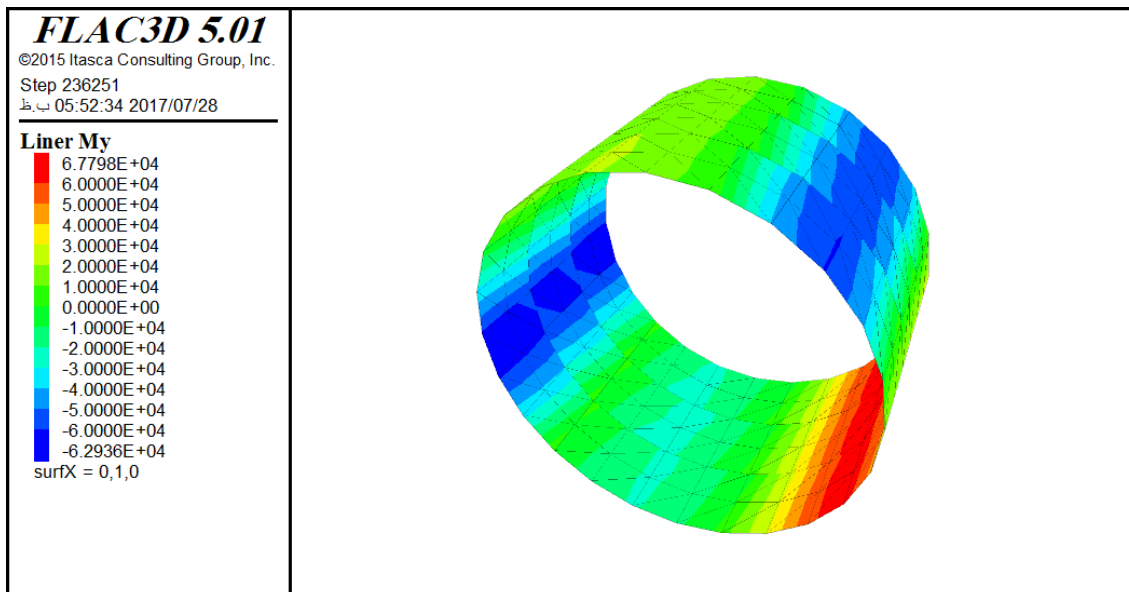 FLAC3D 5.01
©2015 Itasca Consulting Group, Inc.
Step 236251
ب.ظ 05:52:34 2017/07/28
Liner My
6.7798E+04
6.0000E+04
5.0000E+04
4.0000E+04
3.0000E+04
2.0000E+04
0.0000E+00
-1.0000E+04
-2.0000E+04
-3.0000E+04
-4.0000E+04
-5.0000E+04
-6.0000E+04
-6.2936E+04
surfX = 0,1,0